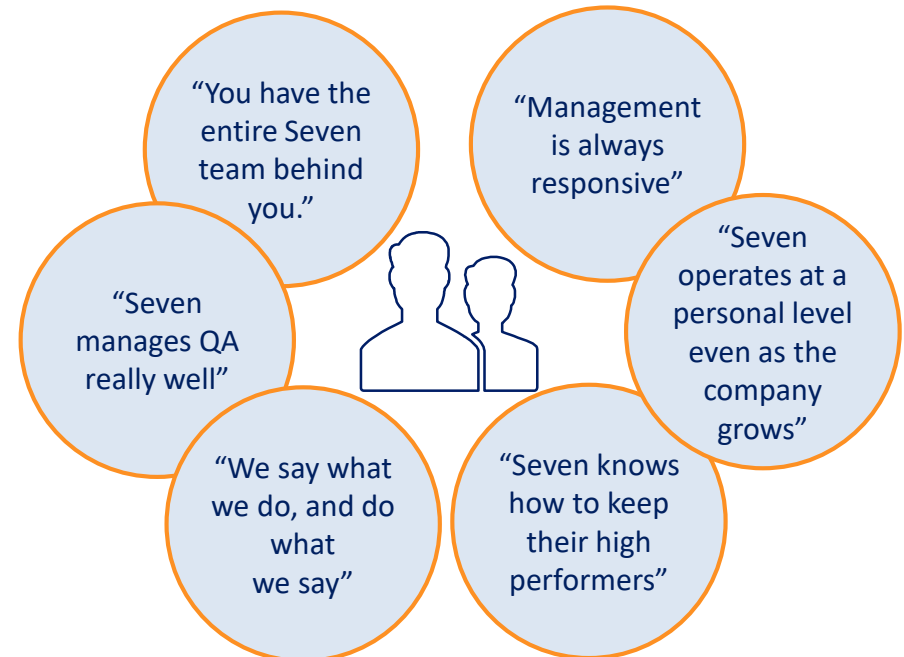 “You have the
entire Seven
team behind
you.”
“Management
is always
responsive”
“Seven
operates at a
personal level
even as the
company
grows”
“Seven
manages QA
really well”
“We say what
we do, and do
what
we say”
“Seven knows
how to keep
their high
performers”